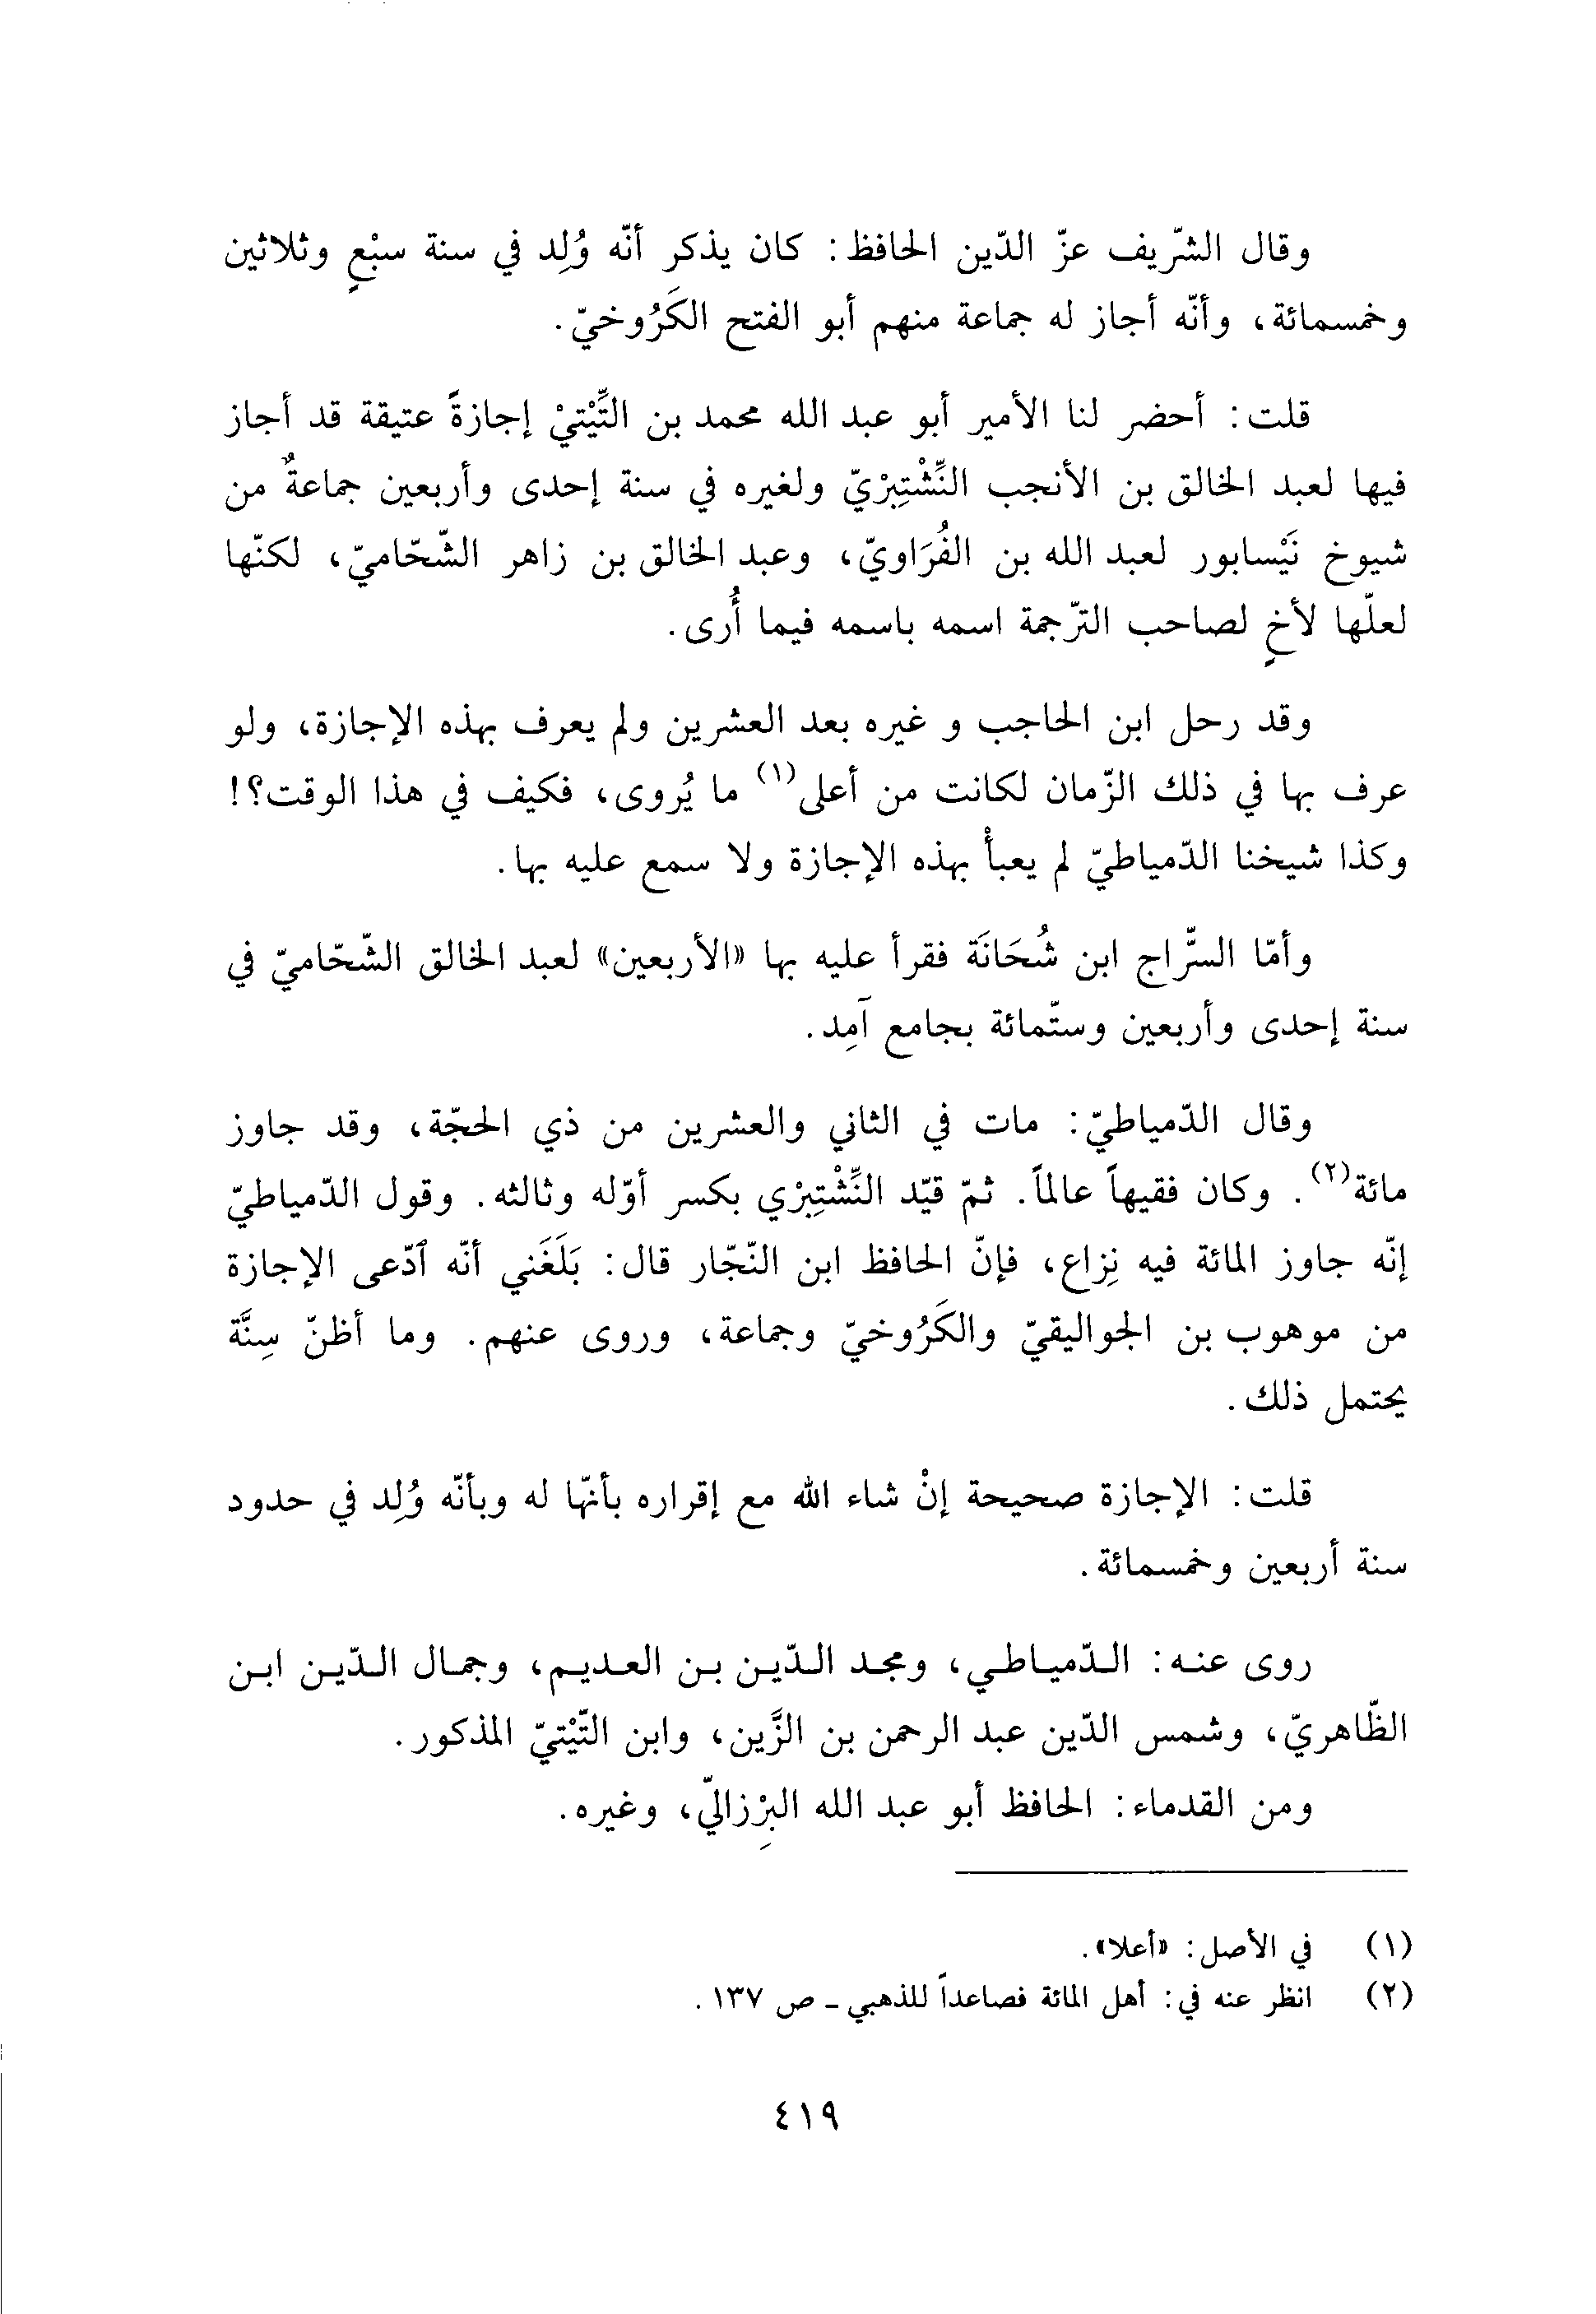 وقال الشّريف عزّ الدّين الحافظ: كان يذكر أنّه وُلِد في سنة سبْعٍ وثلاثين
وخمسمائة، وأنّه أجاز له جماعة منهم أبو الفتح الكَرُوخيّ.
قلت: أحضر لنا الأمير أبو عبد الله محمد بن التِّيْتيْ إجازةً عتيقة قد أجاز
فيها لعبد الخالق بن الأنجب النِّشْتِبْريّ ولغيره في سنة إحدى وأربعين جماعةٌ من
شيوخ نَيْسابور لعبد الله بن الفُرَاويّ، وعبد الخالق بن زاهر الشّحّاميّ، لكنّها
لعلّها لأخٍ لصاحب التّرجمة اسمه باسمه فيما أُرى.
وقد رحل ابن الحاجب و غيره بعد العشرين ولم يعرف بهذه الإجازة، ولو
عرف بها في ذلك الزّمان لكانت من أعلى(١) ما يُروى، فكيف في هذا الوقت؟!
وكذا شيخنا الدّمياطيّ لم يعبأْ بهذه الإجازة ولا سمع عليه بها.
وأمّا السّراج ابن شُحَانَة فقرأ عليه بها «الأربعين» لعبد الخالق الشّحّاميّ في
سنة إحدى وأربعين وستّمائة بجامع آمِد.
وقال الدّمياطيّ: مات في الثاني والعشرين من ذي الحجّة، وقد جاوز
مائة(٢). وكان فقيهاً عالماً. ثمّ قيّد النِّشْتِبْري بكسر أوّله وثالثه. وقول الدّمياطيّ
إنّه جاوز المائة فيه نِزاع، فإنّ الحافظ ابن النّجّار قال: بَلَغَني أنّه ٱدّعى الإجازة
من موهوب بن الجواليقيّ والكَرُوخيّ وجماعة، وروى عنهم. وما أظنّ سِنَّة
يحتمل ذلك.
قلت: الإجازة صحيحة إنْ شاء الله مع إقراره بأنهّا له وبأنّه وُلِد في حدود
سنة أربعين وخمسمائة.
روى عنه: الدّمياطي، ومجد الدّين بن العديم، وجمال الدّين ابن
الظّاهريّ، وشمس الدّين عبد الرحمن بن الزَّين، وابن التّيْتيّ المذكور.
ومن القدماء: الحافظ أبو عبد الله البِرْزاليّ، وغيره.
(١) في الأصل: «أعلا».
(٢) انظر عنه في: أهل المائة فصاعداً للذهبي - ص ١٣٧.
٤١٩